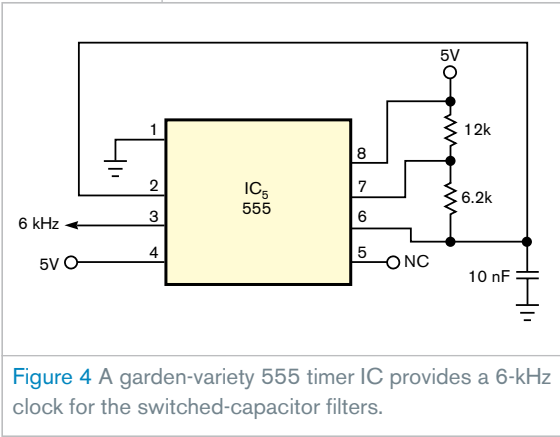 5V
12k
1
8
IC5
555
2
7
6.2k
6 kHz
3
6
5V
4
5
NC
10 nF
Figure 4 A garden-variety 555 timer IC provides a 6-kHz
clock for the switched-capacitor filters.